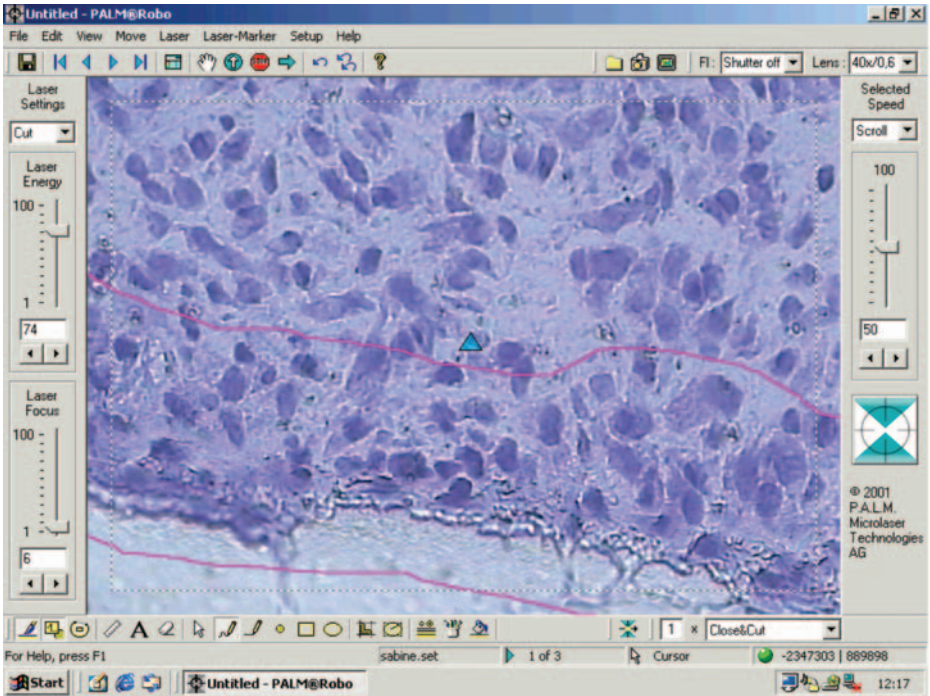 Untitled - PALM®Robo
File Edit View Move Laser Laser-Marker Setup Help
STOP
Fl: Shutter off Lens: 40x/0,6
Laser
Settings
Cut
Laser
Energy
100
1
74
Laser
Focus
100
1
6
Selected
Speed
Scroll
100
1
50
© 2001
P.A.L.M.
Microlaser
Technologies
AG
A
1 × Close&Cut
For Help, press F1
sabine.set
1 of 3
Cursor
-2347303 | 889898
Start
Untitled - PALM®Robo
12:17